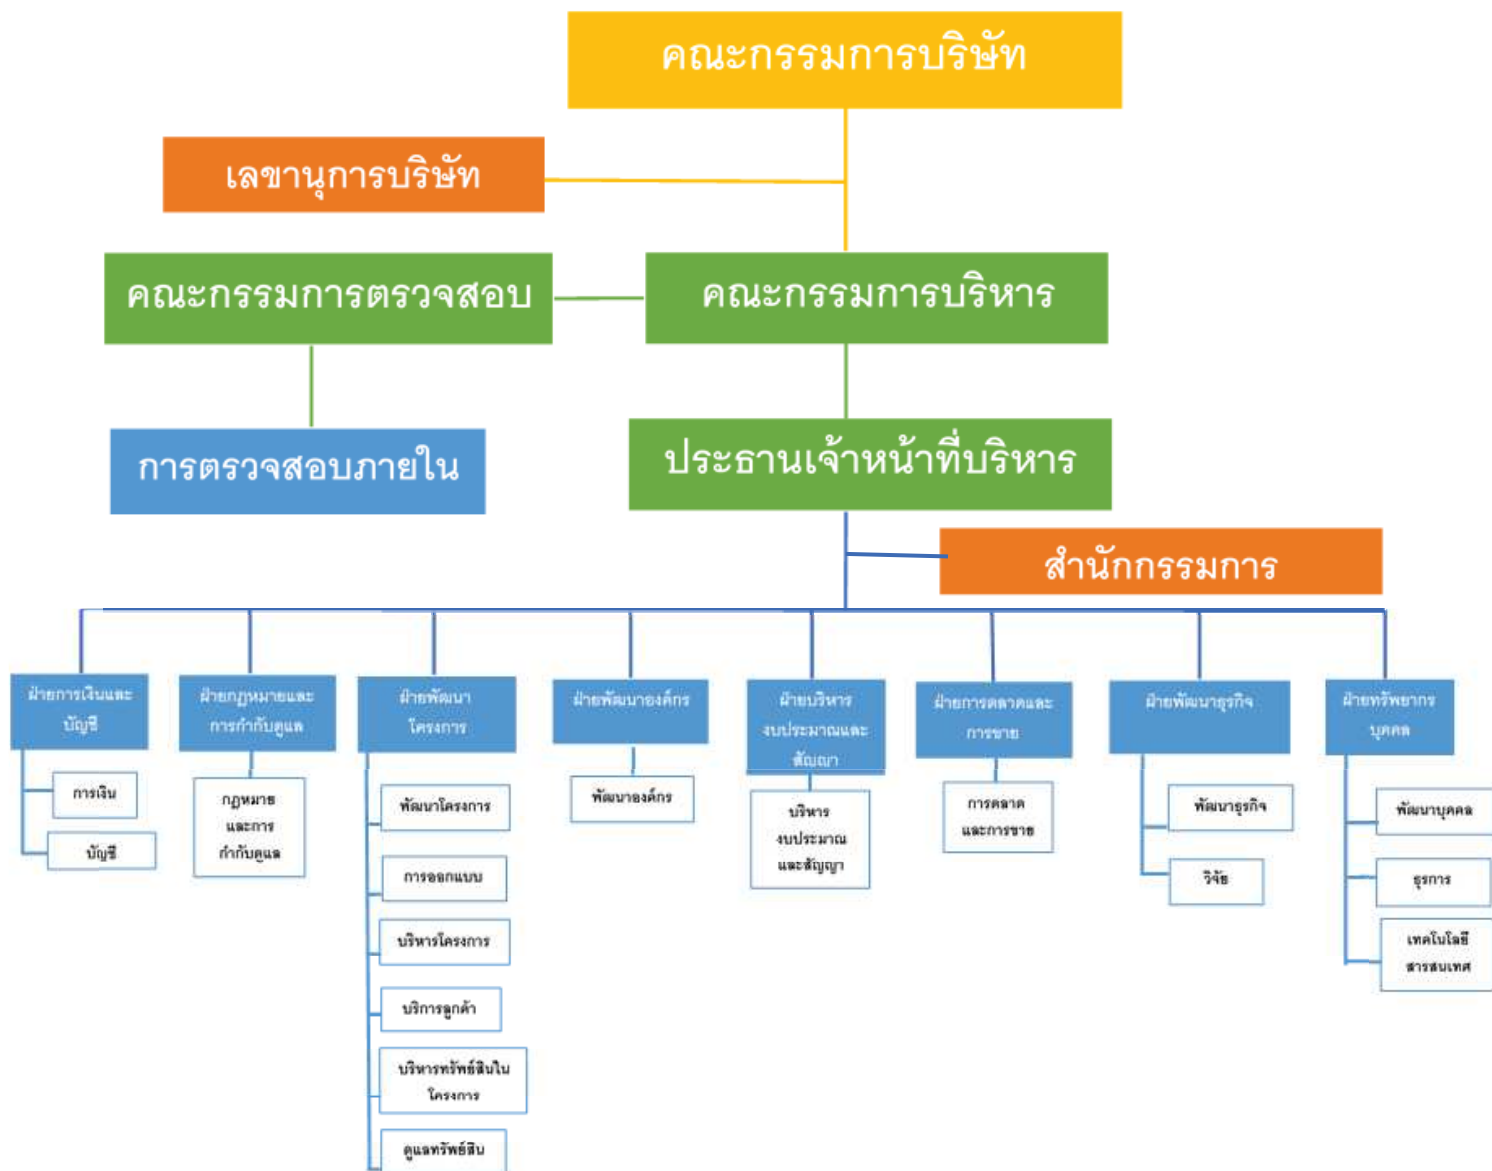 คณะกรรมการบริษัท
เลขานุการบริษัท
คณะกรรมการตรวจสอบ
คณะกรรมการบริหาร
การตรวจสอบภายใน
ประธานเจ้าหน้าที่บริหาร
สำนักกรรมการ
ฝ่ายการเงินและ
บัญชี
การเงิน
บัญชี
ฝ่ายกฎหมายและ
การกำกับดูแล
กฎหมาย
และการ
กำกับดูแล
ฝ่ายพัฒนา
โครงการ
พัฒนาโครงการ
การออกแบบ
บริหารโครงการ
บริการลูกค้า
บริหารทรัพย์สินใน
โครงการ
ดูแลทรัพย์สิน
ฝ่ายพัฒนาองค์กร
พัฒนาองค์กร
ฝ่ายบริหาร
งบประมาณและ
สัญญา
บริหาร
งบประมาณ
และสัญญา
ฝ่ายการตลาดและ
การขาย
การตลาด
และการขาย
ฝ่ายพัฒนาธุรกิจ
พัฒนาธุรกิจ
วิจัย
ฝ่ายทรัพยากร
บุคคล
พัฒนาบุคคล
ธุรการ
เทคโนโลยี
สารสนเทศ